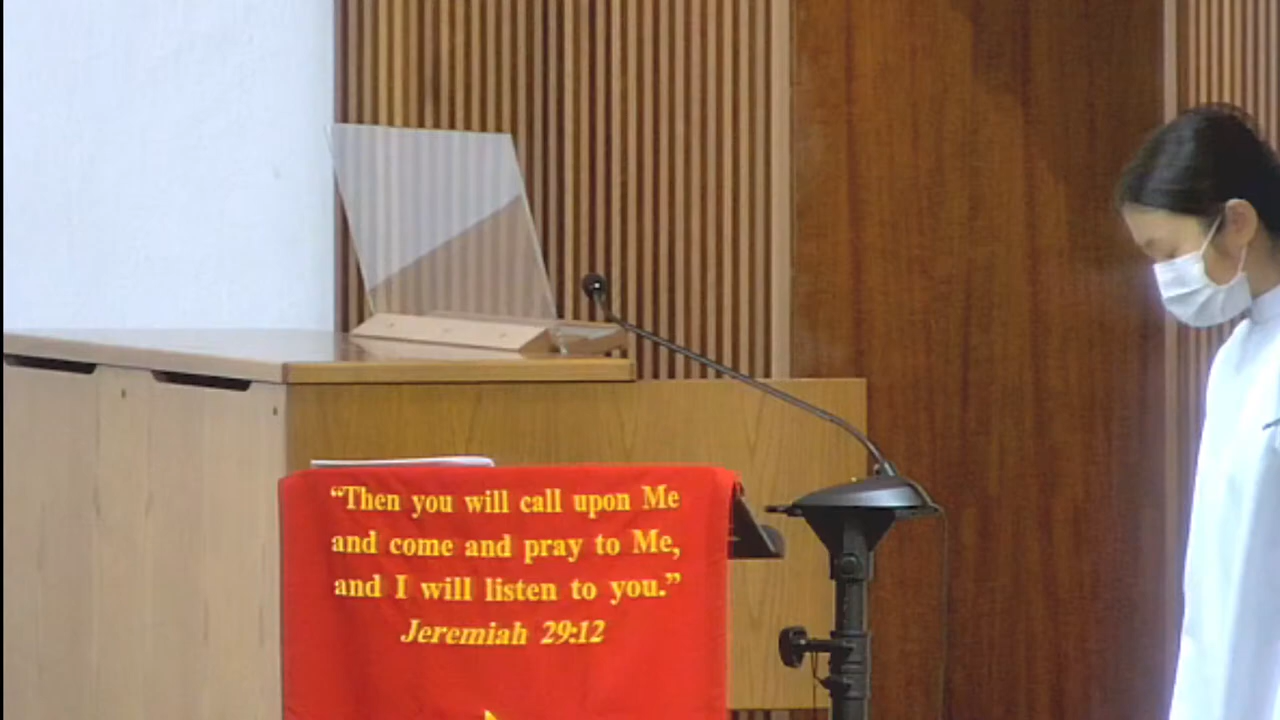 “Then you will call upon Me
and come and pray to Me,
and I will listen to you.”
Jeremiah 29:12